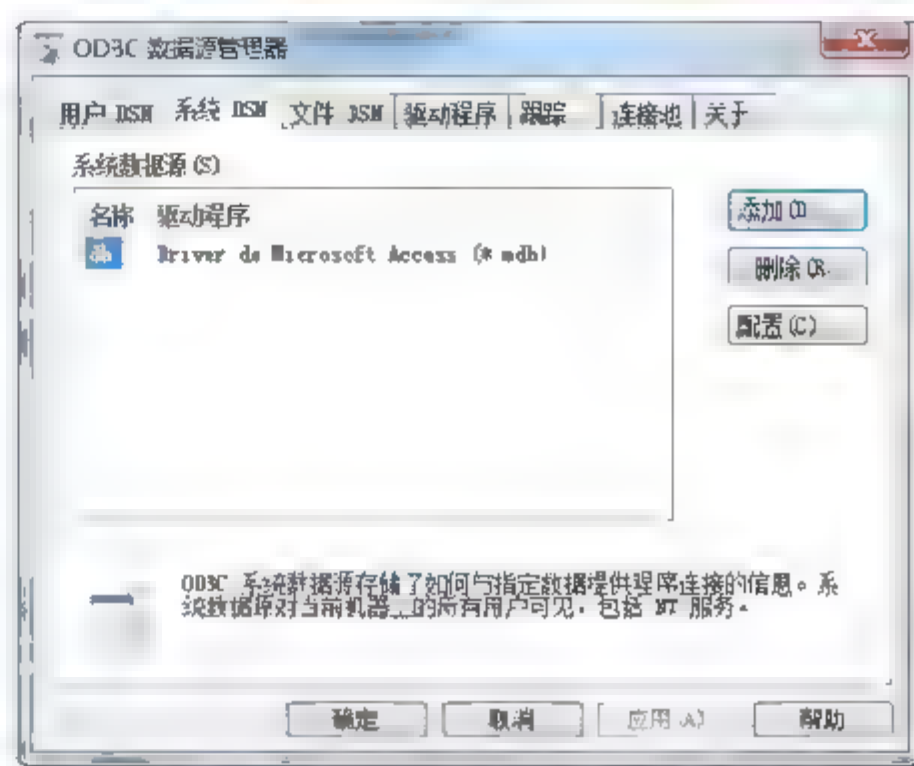 ODBC 数据源管理器
用户 DSN 系统 DSN 文件 DSN 驱动程序 跟踪 连接池 关于
系统数据源(S)
名称 驱动程序
Driver do Microsoft Access (*.mdb)
添加(D)
删除(R)
配置(C)
ODBC 系统数据源存储了如何与指定数据提供程序连接的信息。系
统数据源对当前机器上的所有用户可见,包括 NT 服务。
确定 取消 应用(A) 帮助